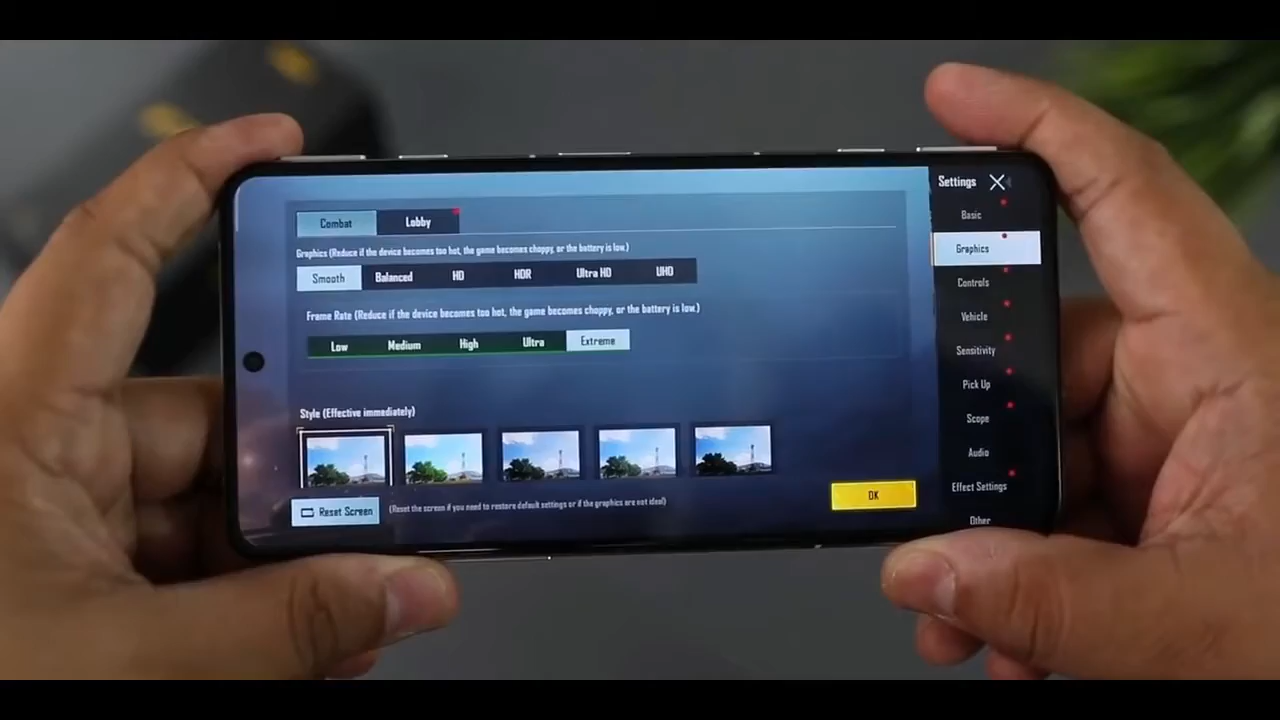 Combat
Lobby
Graphics (Reduce if the device becomes too hot, the game becomes choppy, or the battery is low.)
Smooth
Balanced
HD
HDR
Ultra HD
UHD
Frame Rate (Reduce if the device becomes too hot, the game becomes choppy, or the battery is low.)
Low
Medium
High
Ultra
Extreme
Style (Effective immediately)
Reset Screen
(Reset the screen if you need to restore default settings or if the graphics are not ideal)
OK
Settings
Basic
Graphics
Controls
Vehicle
Sensitivity
Pick Up
Scope
Audio
Effect Settings
Other